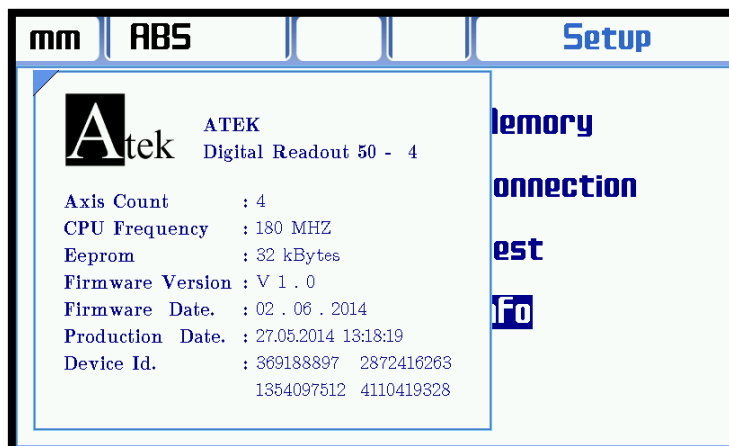 mm ABS Setup
Atek
ATEK
Digital Readout 50 - 4
Axis Count : 4
CPU Frequency : 180 MHZ
Eeprom : 32 kBytes
Firmware Version : V 1 . 0
Firmware Date. : 02 . 06 . 2014
Production Date. : 27.05.2014 13:18:19
Device Id. : 369188897 2872416263
1354097512 4110419328
emory
onnection
est
nfo